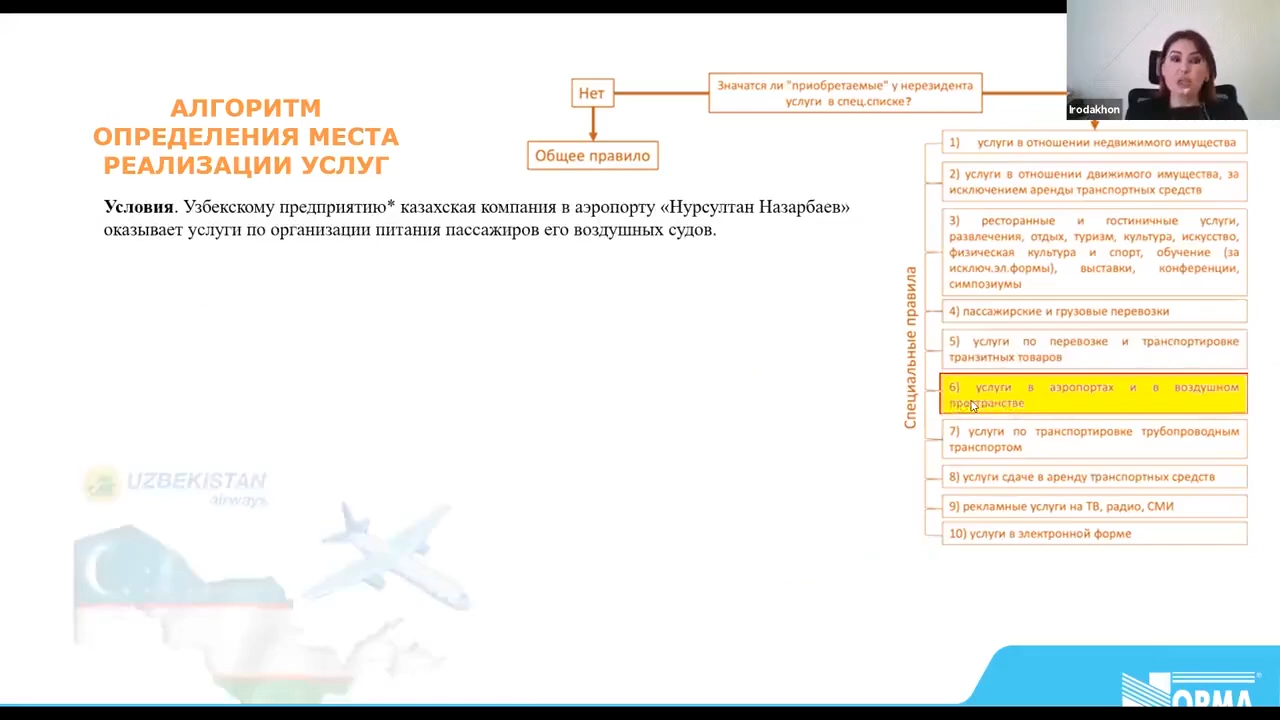 АЛГОРИТМ
ОПРЕДЕЛЕНИЯ МЕСТА
РЕАЛИЗАЦИИ УСЛУГ
Условия. Узбекскому предприятию* казахская компания в аэропорту «Нурсултан Назарбаев»
оказывает услуги по организации питания пассажиров его воздушных судов.
Нет
Значатся ли "приобретаемые" у нерезидента
услуги в спец.списке?
Общее правило
Irodakhon
Специальные правила
1) услуги в отношении недвижимого имущества
2) услуги в отношении движимого имущества, за
исключением аренды транспортных средств
3) ресторанные и гостиничные услуги,
развлечения, отдых, туризм, культура, искусство,
физическая культура и спорт, обучение (за
исключ.эл.формы), выставки, конференции,
симпозиумы
4) пассажирские и грузовые перевозки
5) услуги по перевозке и транспортировке
транзитных товаров
6) услуги в аэропортах и в воздушном
пространстве
7) услуги по транспортировке трубопроводным
транспортом
8) услуги сдаче в аренду транспортных средств
9) рекламные услуги на ТВ, радио, СМИ
10) услуги в электронной форме
UZBEKISTAN
airways
ОРМА